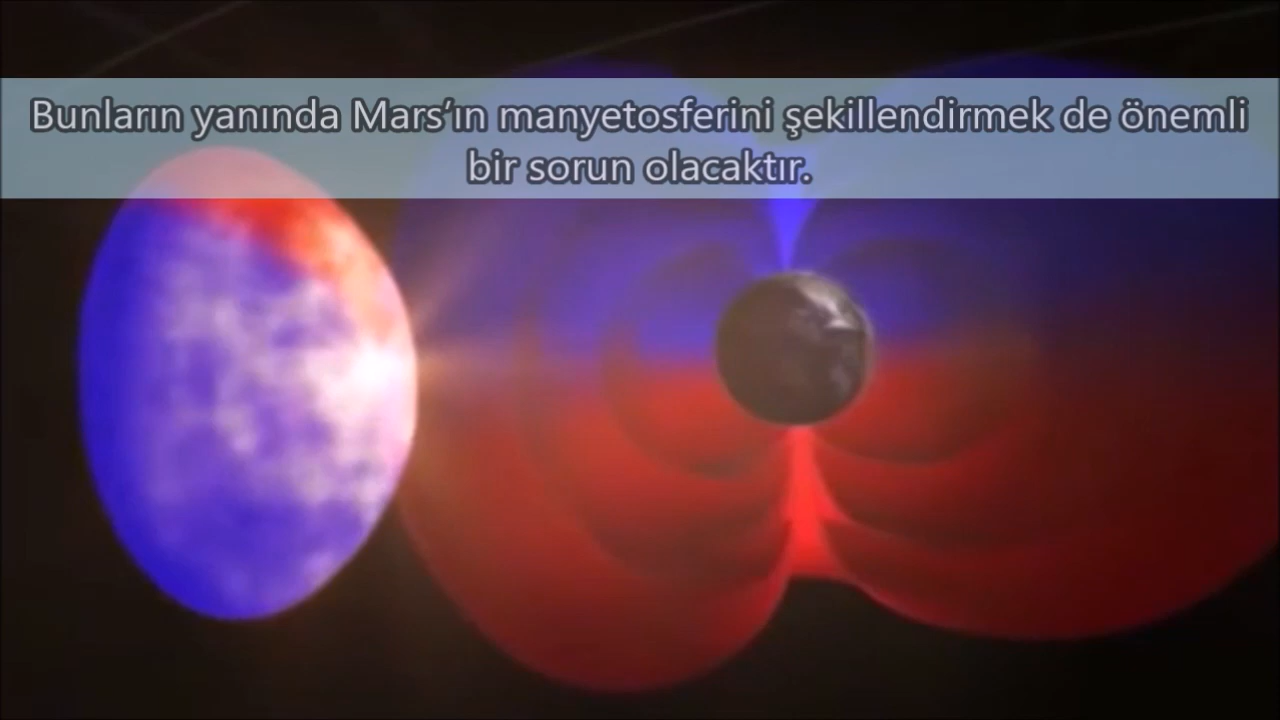 Bunların yanında Mars’ın manyetosferini şekillendirmek de önemli
bir sorun olacaktır.